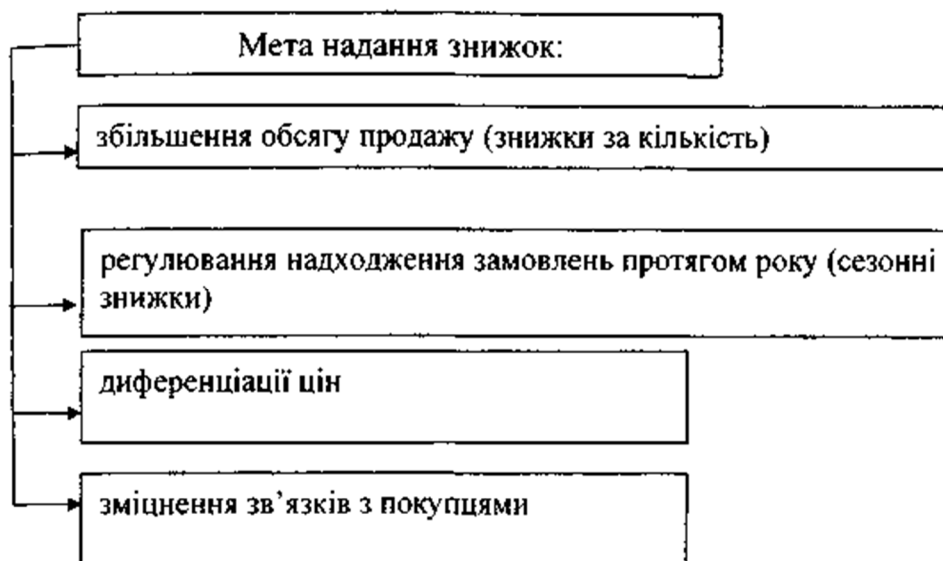 Мета надання знижок:
збільшення обсягу продажу (знижки за кількість)
регулювання надходження замовлень протягом року (сезонні
знижки)
диференціації цін
зміцнення зв’язків з покупцями